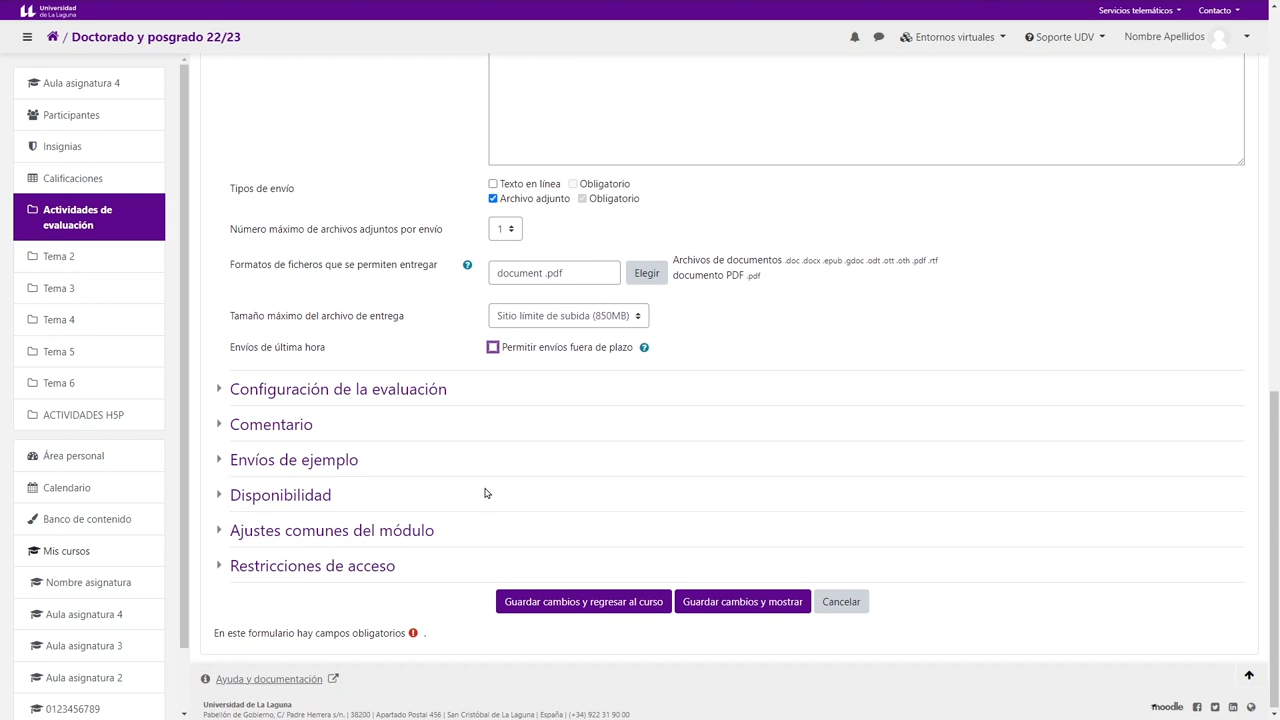 Universidad
de La Laguna
Servicios telemáticos
Contacto
/ Doctorado y posgrado 22/23
Entornos virtuales
Soporte UDV
Nombre Apellidos
Aula asignatura 4
Participantes
Insignias
Calificaciones
Actividades de
evaluación
Tema 2
Tema 3
Tema 4
Tema 5
Tema 6
ACTIVIDADES H5P
Área personal
Calendario
Banco de contenido
Mis cursos
Nombre asignatura
Aula asignatura 4
Aula asignatura 3
Aula asignatura 2
0123456789
Tipos de envío
Texto en línea Obligatorio
Archivo adjunto Obligatorio
Número máximo de archivos adjuntos por envío
1
Formatos de ficheros que se permiten entregar
document .pdf
Elegir
Archivos de documentos .doc .docx .epub .gdoc .odt .ott .oth .pdf .rtf
documento PDF .pdf
Tamaño máximo del archivo de entrega
Sitio límite de subida (850MB)
Envíos de última hora
Permitir envíos fuera de plazo
Configuración de la evaluación
Comentario
Envíos de ejemplo
Disponibilidad
Ajustes comunes del módulo
Restricciones de acceso
Guardar cambios y regresar al curso
Guardar cambios y mostrar
Cancelar
En este formulario hay campos obligatorios .
Ayuda y documentación
Universidad de La Laguna
Pabellón de Gobierno, C/ Padre Herrera s/n. | 38200 | Apartado Postal 456 | San Cristóbal de La Laguna | España | (+34) 922 31 90 00
moodle